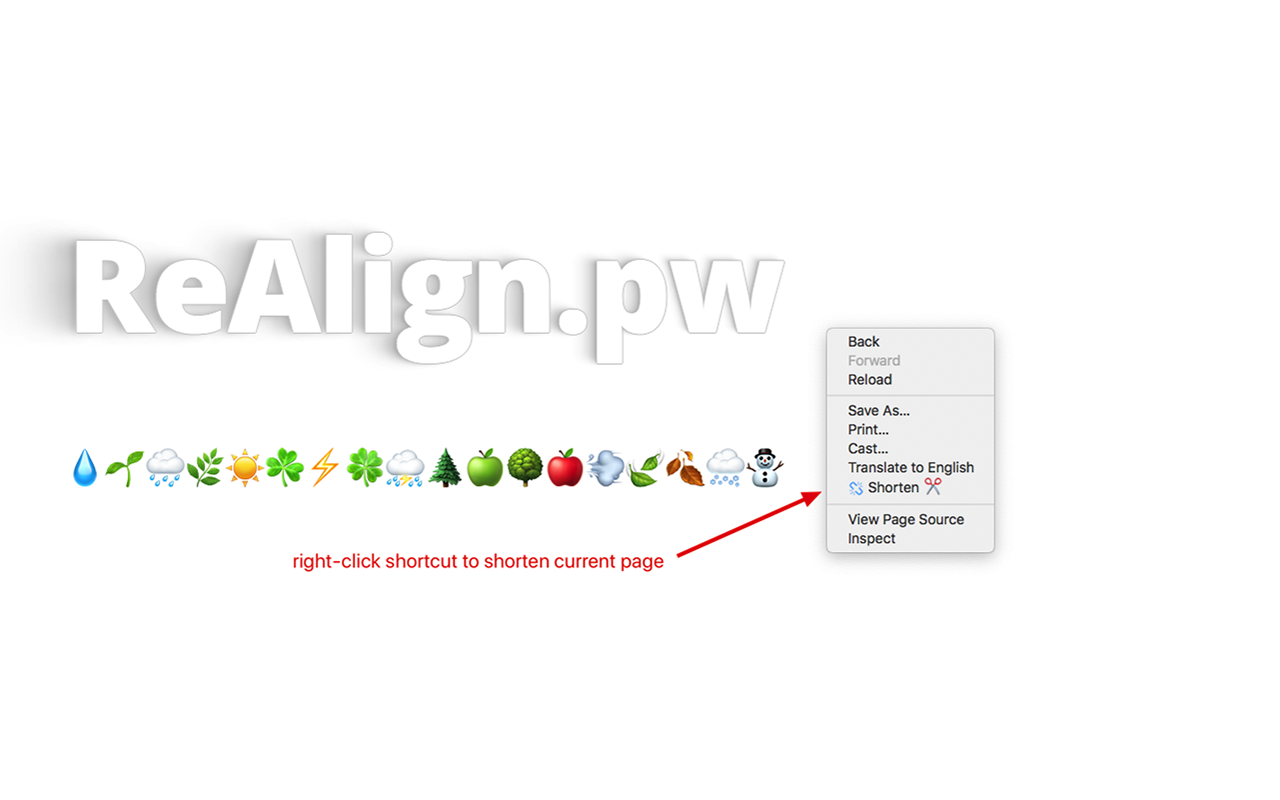 ReAlign.pw
Back
Forward
Reload
Save As...
Print...
Cast...
Translate to English
Shorten
View Page Source
Inspect
right-click shortcut to shorten current page